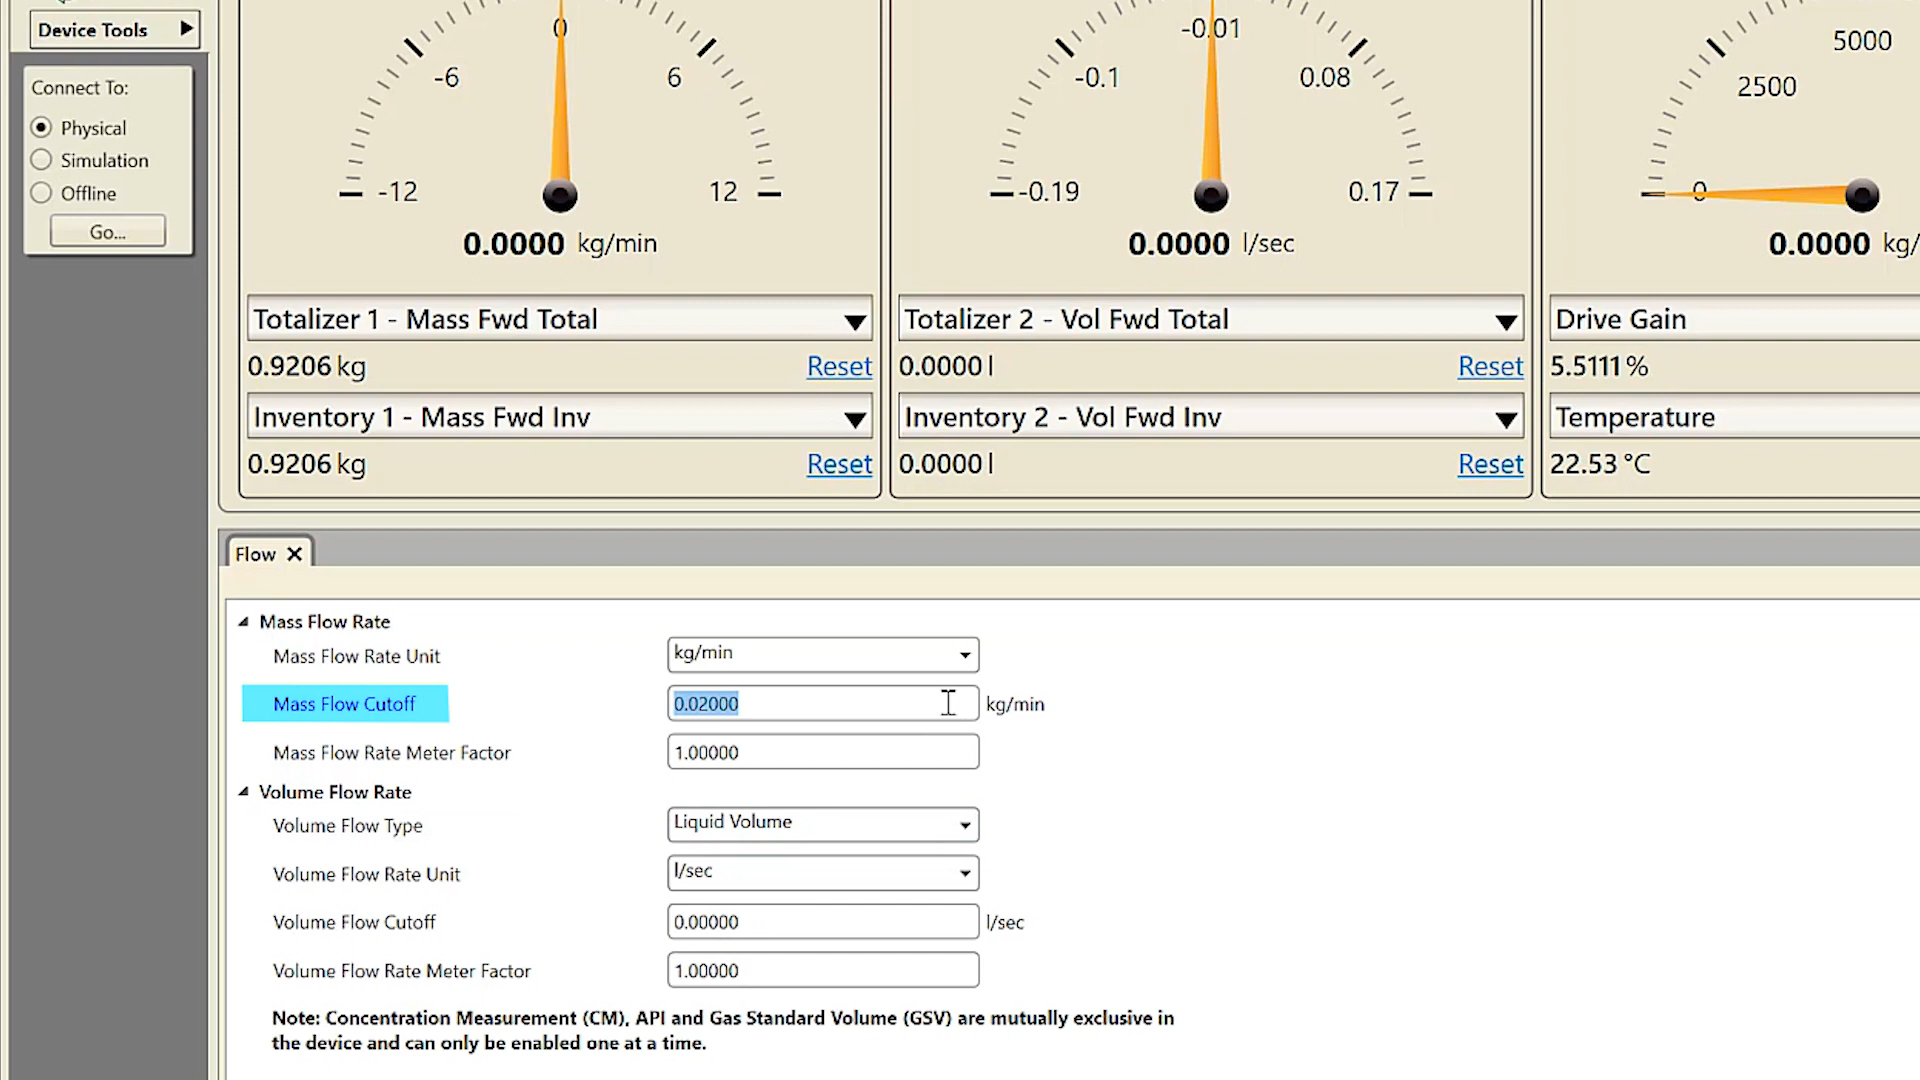 Device Tools
Connect To:
Physical
Simulation
Offline
Go...
0
-6 6
-12 12
0.0000 kg/min
Totalizer 1 - Mass Fwd Total
0.9206 kg Reset
Inventory 1 - Mass Fwd Inv
0.9206 kg Reset
-0.01
-0.1 0.08
-0.19 0.17
0.0000 l/sec
Totalizer 2 - Vol Fwd Total
0.0000 l Reset
Inventory 2 - Vol Fwd Inv
0.0000 l Reset
5000
2500
0
0.0000 kg/
Drive Gain
5.5111 %
Temperature
22.53 °C
Flow
Mass Flow Rate
Mass Flow Rate Unit kg/min
Mass Flow Cutoff 0.02000 kg/min
Mass Flow Rate Meter Factor 1.00000
Volume Flow Rate
Volume Flow Type Liquid Volume
Volume Flow Rate Unit l/sec
Volume Flow Cutoff 0.00000 l/sec
Volume Flow Rate Meter Factor 1.00000
Note: Concentration Measurement (CM), API and Gas Standard Volume (GSV) are mutually exclusive in
the device and can only be enabled one at a time.